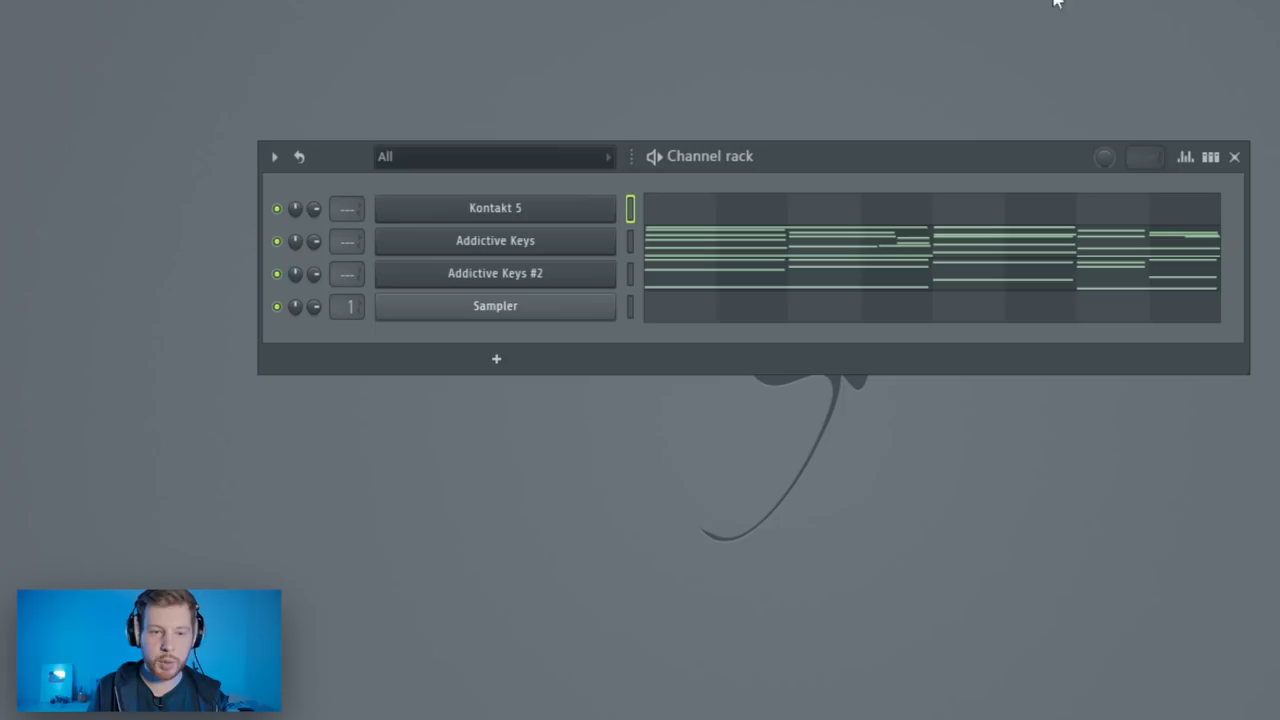 All
Channel rack
---
Kontakt 5
---
Addictive Keys
---
Addictive Keys #2
1
Sampler
+